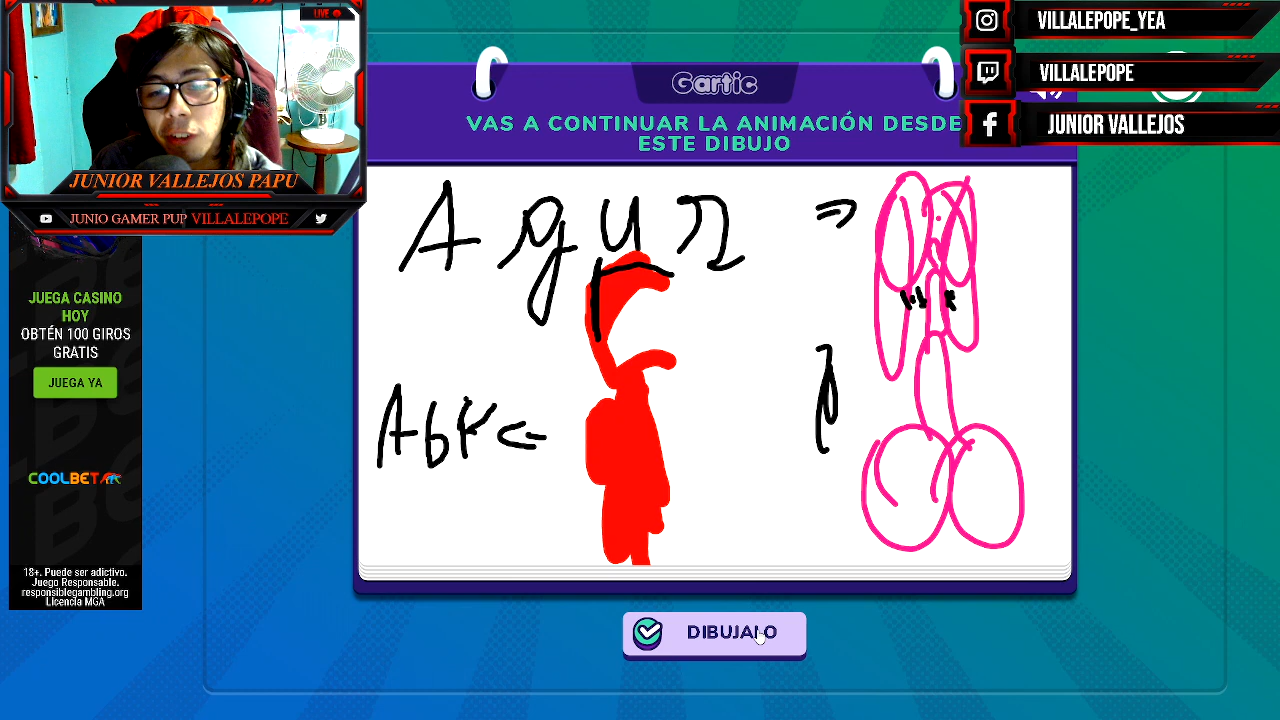 LIVE
VILLALEPOPE_YEA
VILLALEPOPE
JUNIOR VALLEJOS
Gartic
VAS A CONTINUAR LA ANIMACIÓN DESDE
ESTE DIBUJO
JUNIOR VALLEJOS PAPU
JUNIO GAMER PUP VILLALEPOPE
JUEGA CASINO
HOY
OBTÉN 100 GIROS
GRATIS
JUEGA YA
COOLBET
18+. Puede ser adictivo.
Juego Responsable.
responsiblegambling.org
Licencia MGA
DIBUJALO